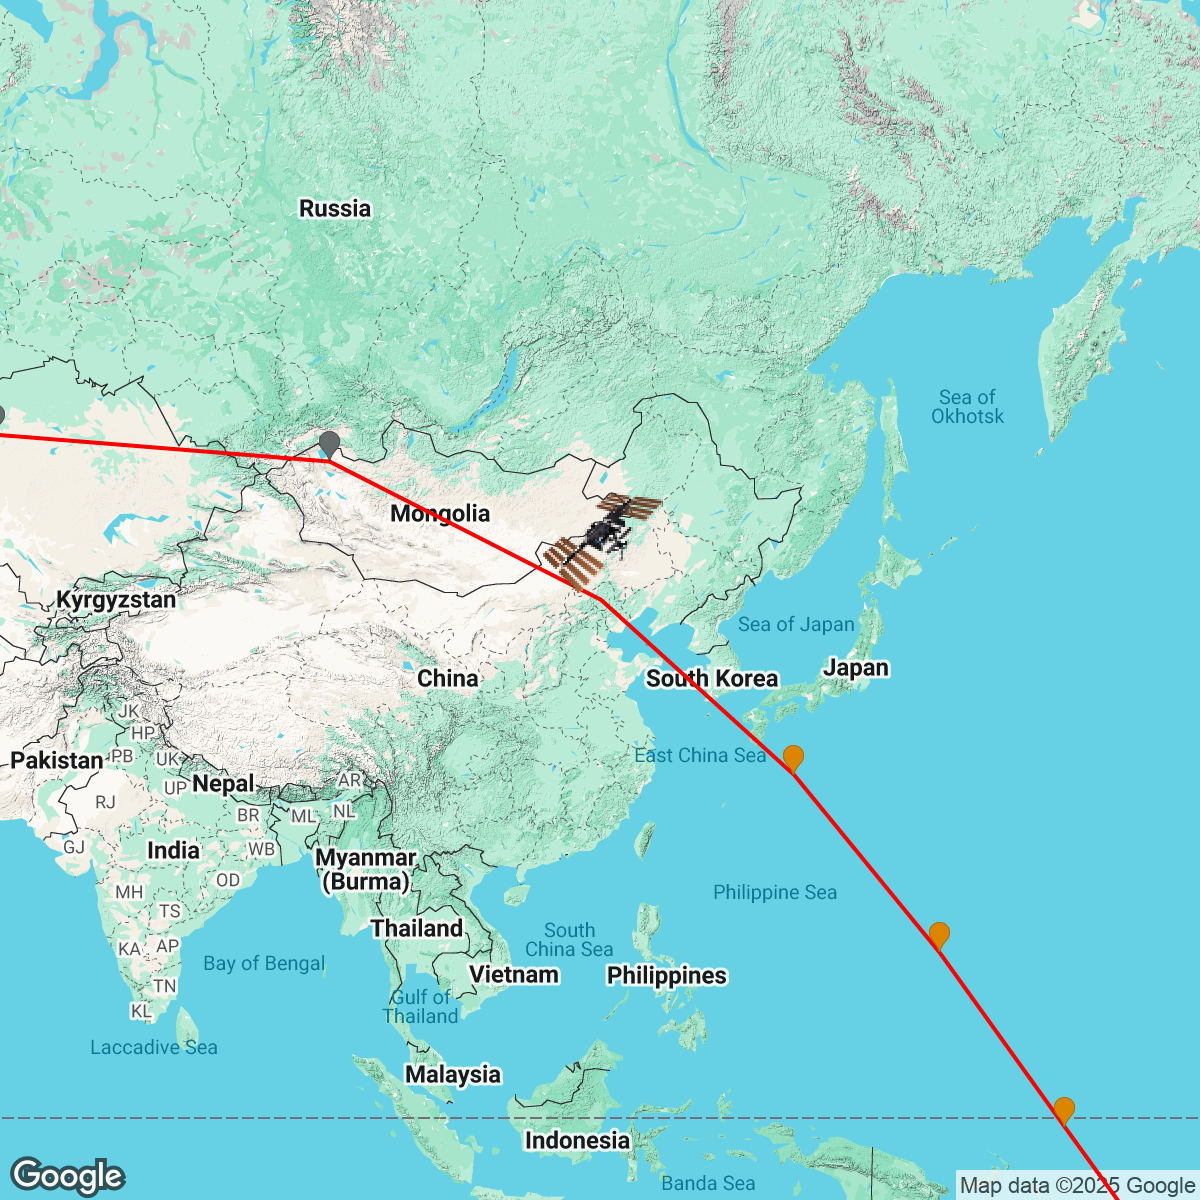 Russia
Sea of
Okhotsk
Mongolia
Kyrgyzstan
Sea of Japan
Japan
China
South Korea
JK
HP
Pakistan
PB
UK
East China Sea
Nepal
AR
UP
RJ
BR
ML
NL
GJ
India
WB
Myanmar
(Burma)
OD
MH
Philippine Sea
TS
Thailand
South
China Sea
KA
AP
Bay of Bengal
Vietnam
Philippines
TN
Gulf of
Thailand
KL
Laccadive Sea
Malaysia
Indonesia
Banda Sea
Google
Map data ©2025 Google